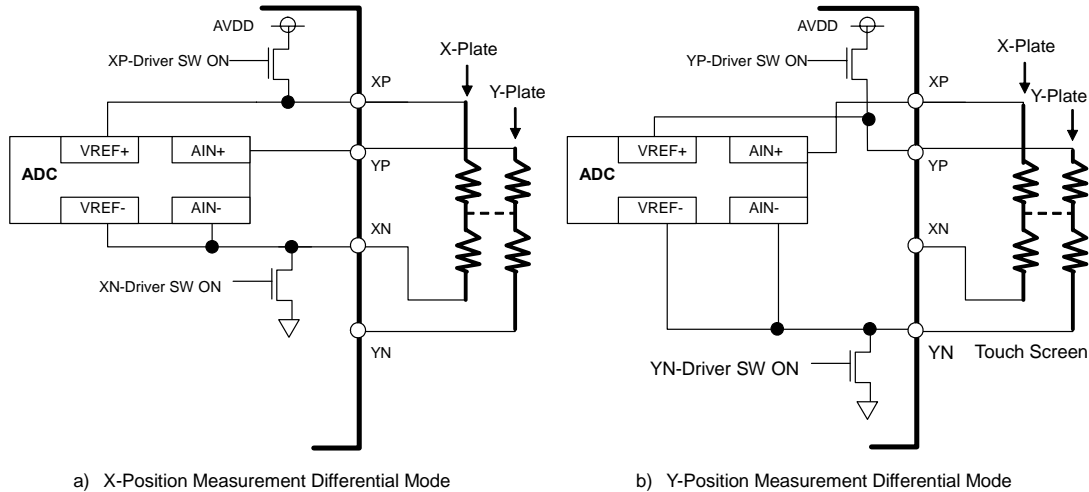 AVDD
XP-Driver SW ON
X-Plate
XP
Y-Plate
VREF+
AIN+
YP
ADC
VREF-
AIN-
XN
XN-Driver SW ON
YN
a) X-Position Measurement Differential Mode
AVDD
YP-Driver SW ON
X-Plate
XP
Y-Plate
VREF+
AIN+
YP
ADC
VREF-
AIN-
XN
YN
Touch Screen
YN-Driver SW ON
b) Y-Position Measurement Differential Mode